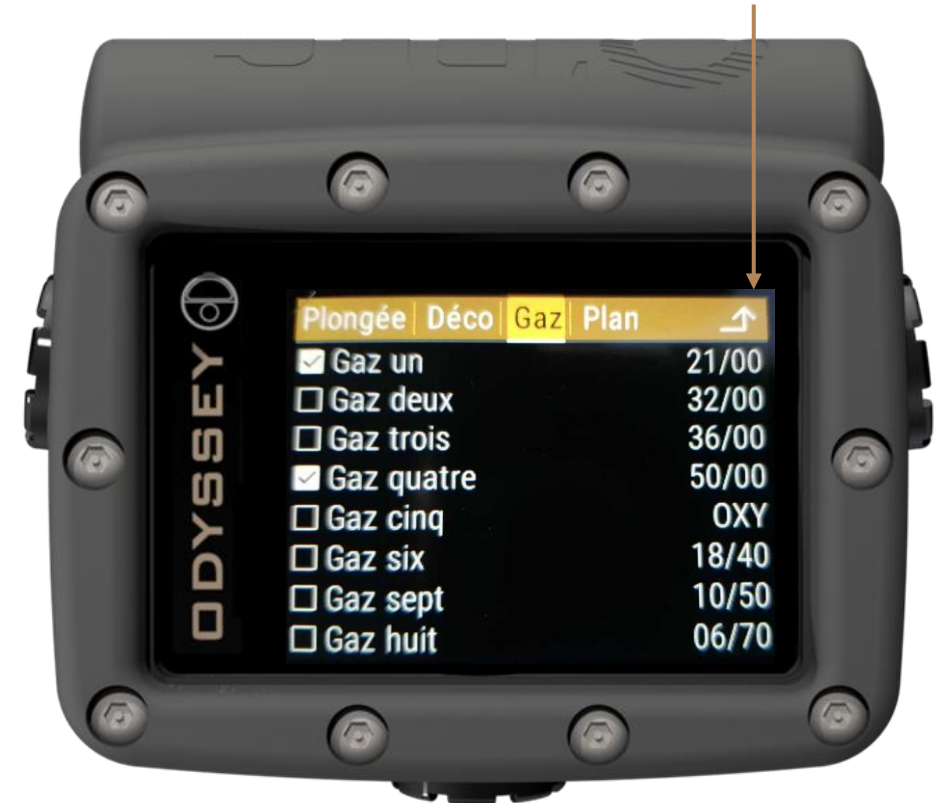 ODYSSEY
Plongée Déco Gaz Plan
Gaz un 21/00
Gaz deux 32/00
Gaz trois 36/00
Gaz quatre 50/00
Gaz cinq OXY
Gaz six 18/40
Gaz sept 10/50
Gaz huit 06/70